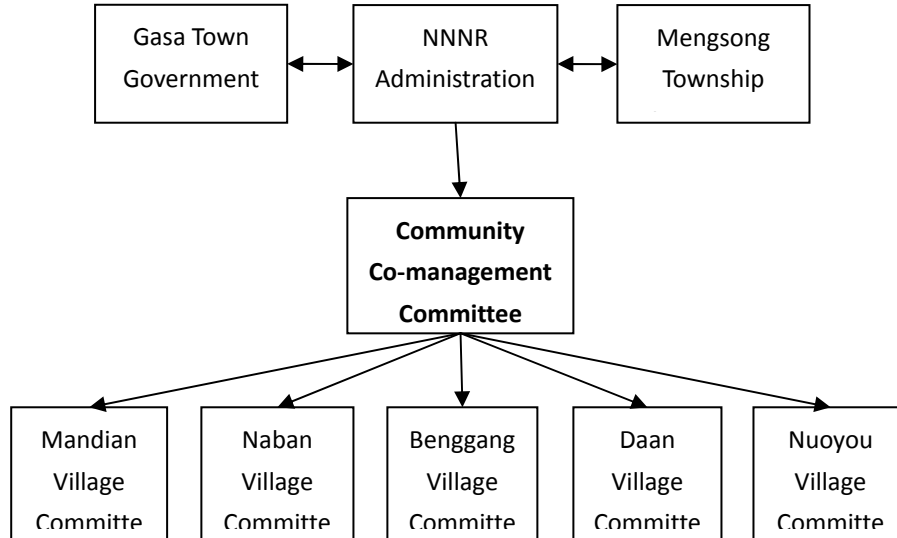 Gasa Town
Government
NNNR
Administration
Mengsong
Township
Community
Co-management
Committee
Mandian
Village
Committe
Naban
Village
Committe
Benggang
Village
Committe
Daan
Village
Committe
Nuoyou
Village
Committe